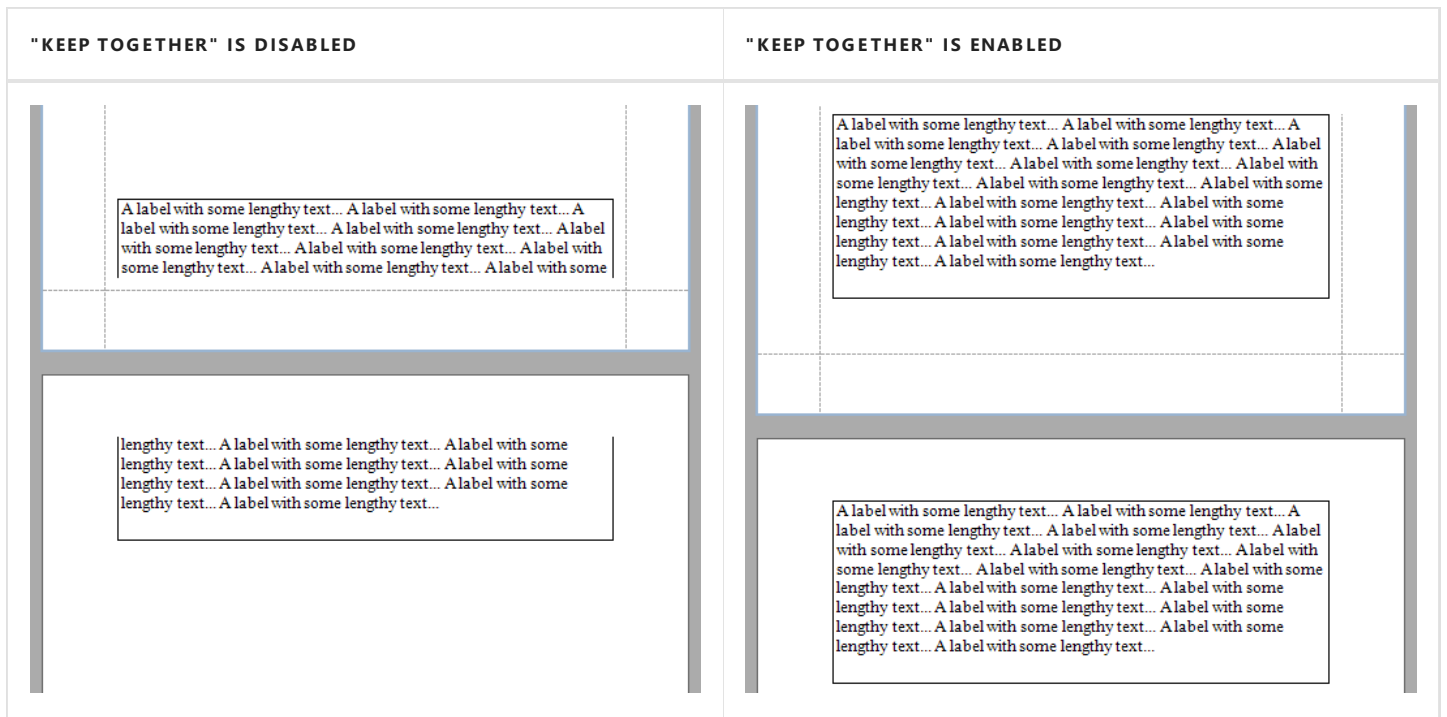 "KEEP TOGETHER" IS DISABLED
"KEEP TOGETHER" IS ENABLED
A label with some lengthy text... A label with some lengthy text... A
label with some lengthy text... A label with some lengthy text... A label
with some lengthy text... A label with some lengthy text... A label with
some lengthy text... A label with some lengthy text... A label with some
lengthy text... A label with some lengthy text... A label with some
lengthy text... A label with some lengthy text... A label with some
lengthy text... A label with some lengthy text... A label with some
lengthy text... A label with some lengthy text...
A label with some lengthy text... A label with some lengthy text... A
label with some lengthy text... A label with some lengthy text... A label
with some lengthy text... A label with some lengthy text... A label with
some lengthy text... A label with some lengthy text... A label with some
lengthy text... A label with some lengthy text... A label with some
lengthy text... A label with some lengthy text... A label with some
lengthy text... A label with some lengthy text... A label with some
lengthy text... A label with some lengthy text...
A label with some lengthy text... A label with some lengthy text... A
label with some lengthy text... A label with some lengthy text... A label
with some lengthy text... A label with some lengthy text... A label with
some lengthy text... A label with some lengthy text... A label with some
lengthy text... A label with some lengthy text... A label with some
lengthy text... A label with some lengthy text... A label with some
lengthy text... A label with some lengthy text... A label with some
lengthy text... A label with some lengthy text...